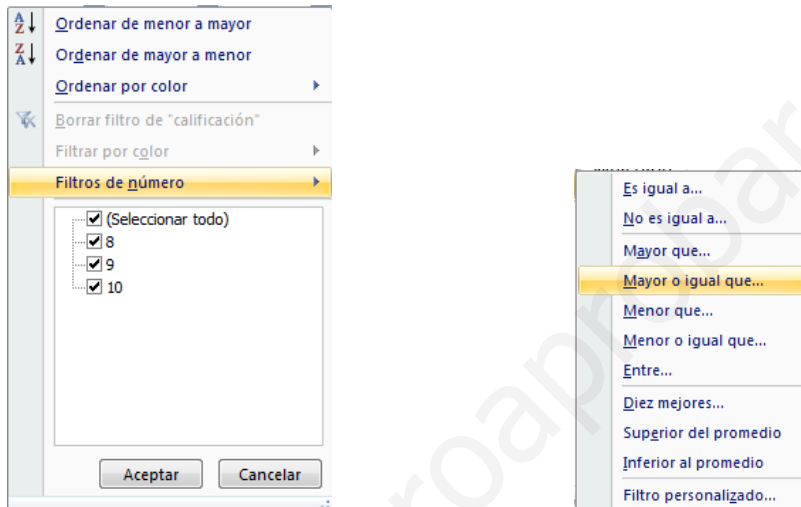 Ordenar de menor a mayor
Ordenar de mayor a menor
Ordenar por color
Borrar filtro de "calificación"
Filtrar por color
Filtros de número
(Seleccionar todo)
8
9
10
Aceptar Cancelar
Es igual a...
No es igual a...
Mayor que...
Mayor o igual que...
Menor que...
Menor o igual que...
Entre...
Diez mejores...
Superior del promedio
Inferior al promedio
Filtro personalizado...
roaprobar